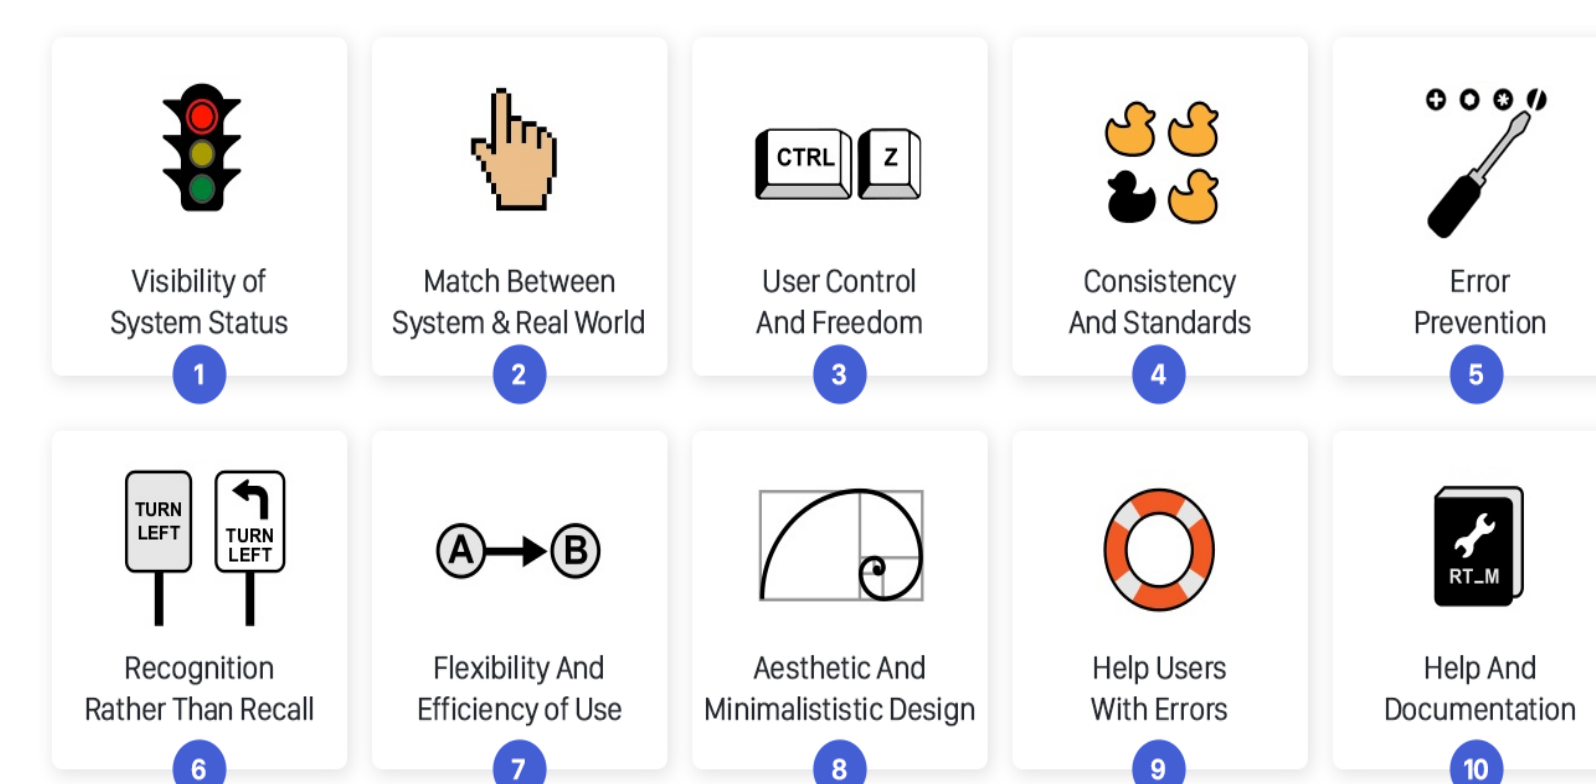 CTRL Z
Visibility of
System Status
1
Match Between
System & Real World
2
User Control
And Freedom
3
Consistency
And Standards
4
Error
Prevention
5
TURN
LEFT
TURN
LEFT
A B
RT_M
Recognition
Rather Than Recall
6
Flexibility And
Efficiency of Use
7
Aesthetic And
Minimalististic Design
8
Help Users
With Errors
9
Help And
Documentation
10